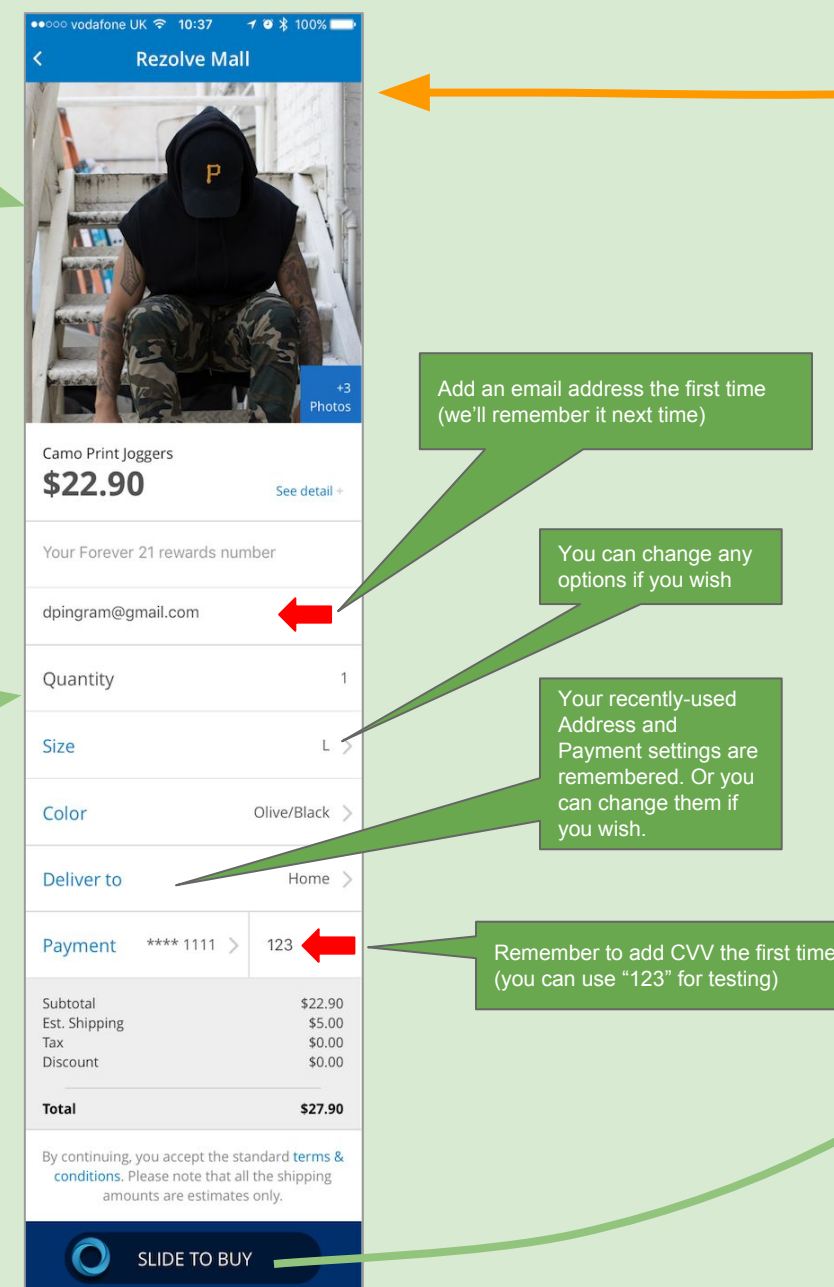 vodafone UK 10:37 100%
Rezolve Mall
P
+3
Photos
Camo Print Joggers
$22.90
See detail +
Your Forever 21 rewards number
dpingram@gmail.com
Quantity 1
Size L
Color Olive/Black
Deliver to Home
Payment **** 1111 123
Subtotal $22.90
Est. Shipping $5.00
Tax $0.00
Discount $0.00
Total $27.90
By continuing, you accept the standard terms &
conditions. Please note that all the shipping
amounts are estimates only.
SLIDE TO BUY
Add an email address the first time
(we’ll remember it next time)
You can change any
options if you wish
Your recently-used
Address and
Payment settings are
remembered. Or you
can change them if
you wish.
Remember to add CVV the first time
(you can use “123” for testing)